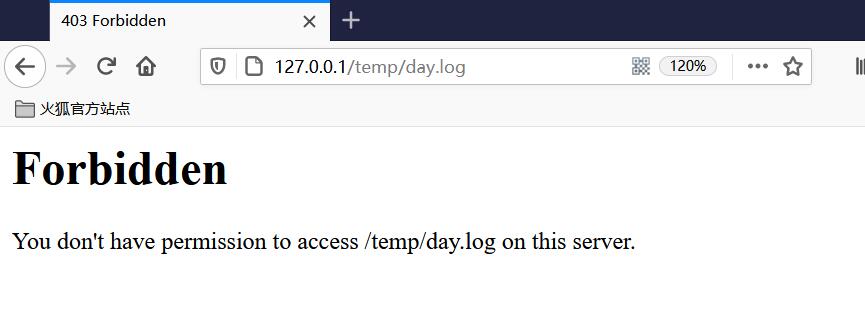 403 Forbidden
127.0.0.1/temp/day.log 120%
火狐官方站点
Forbidden
You don't have permission to access /temp/day.log on this server.